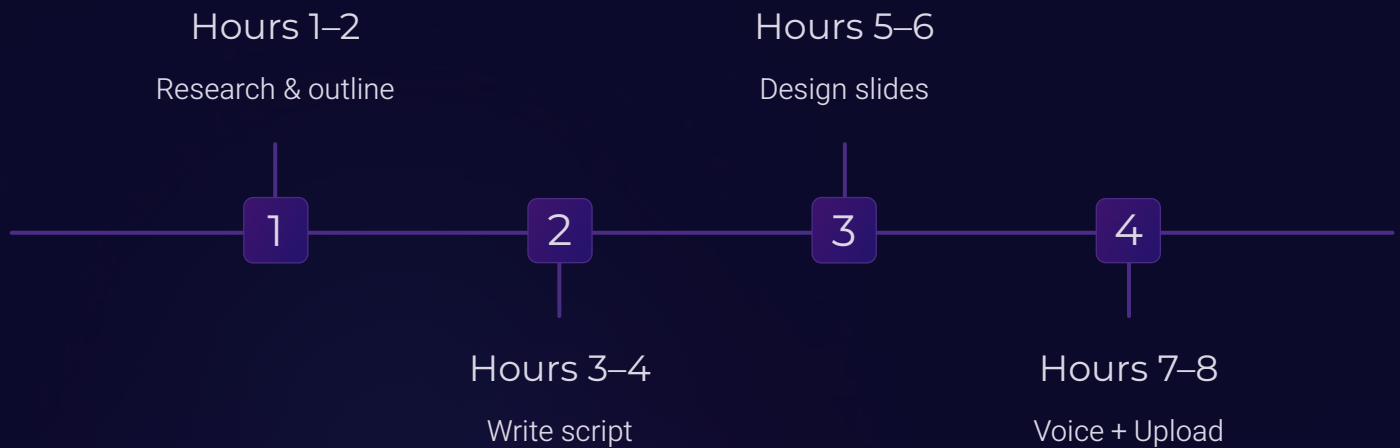 Hours 1–2
Research & outline
1
2
Hours 3–4
Write script
Hours 5–6
Design slides
3
4
Hours 7–8
Voice + Upload